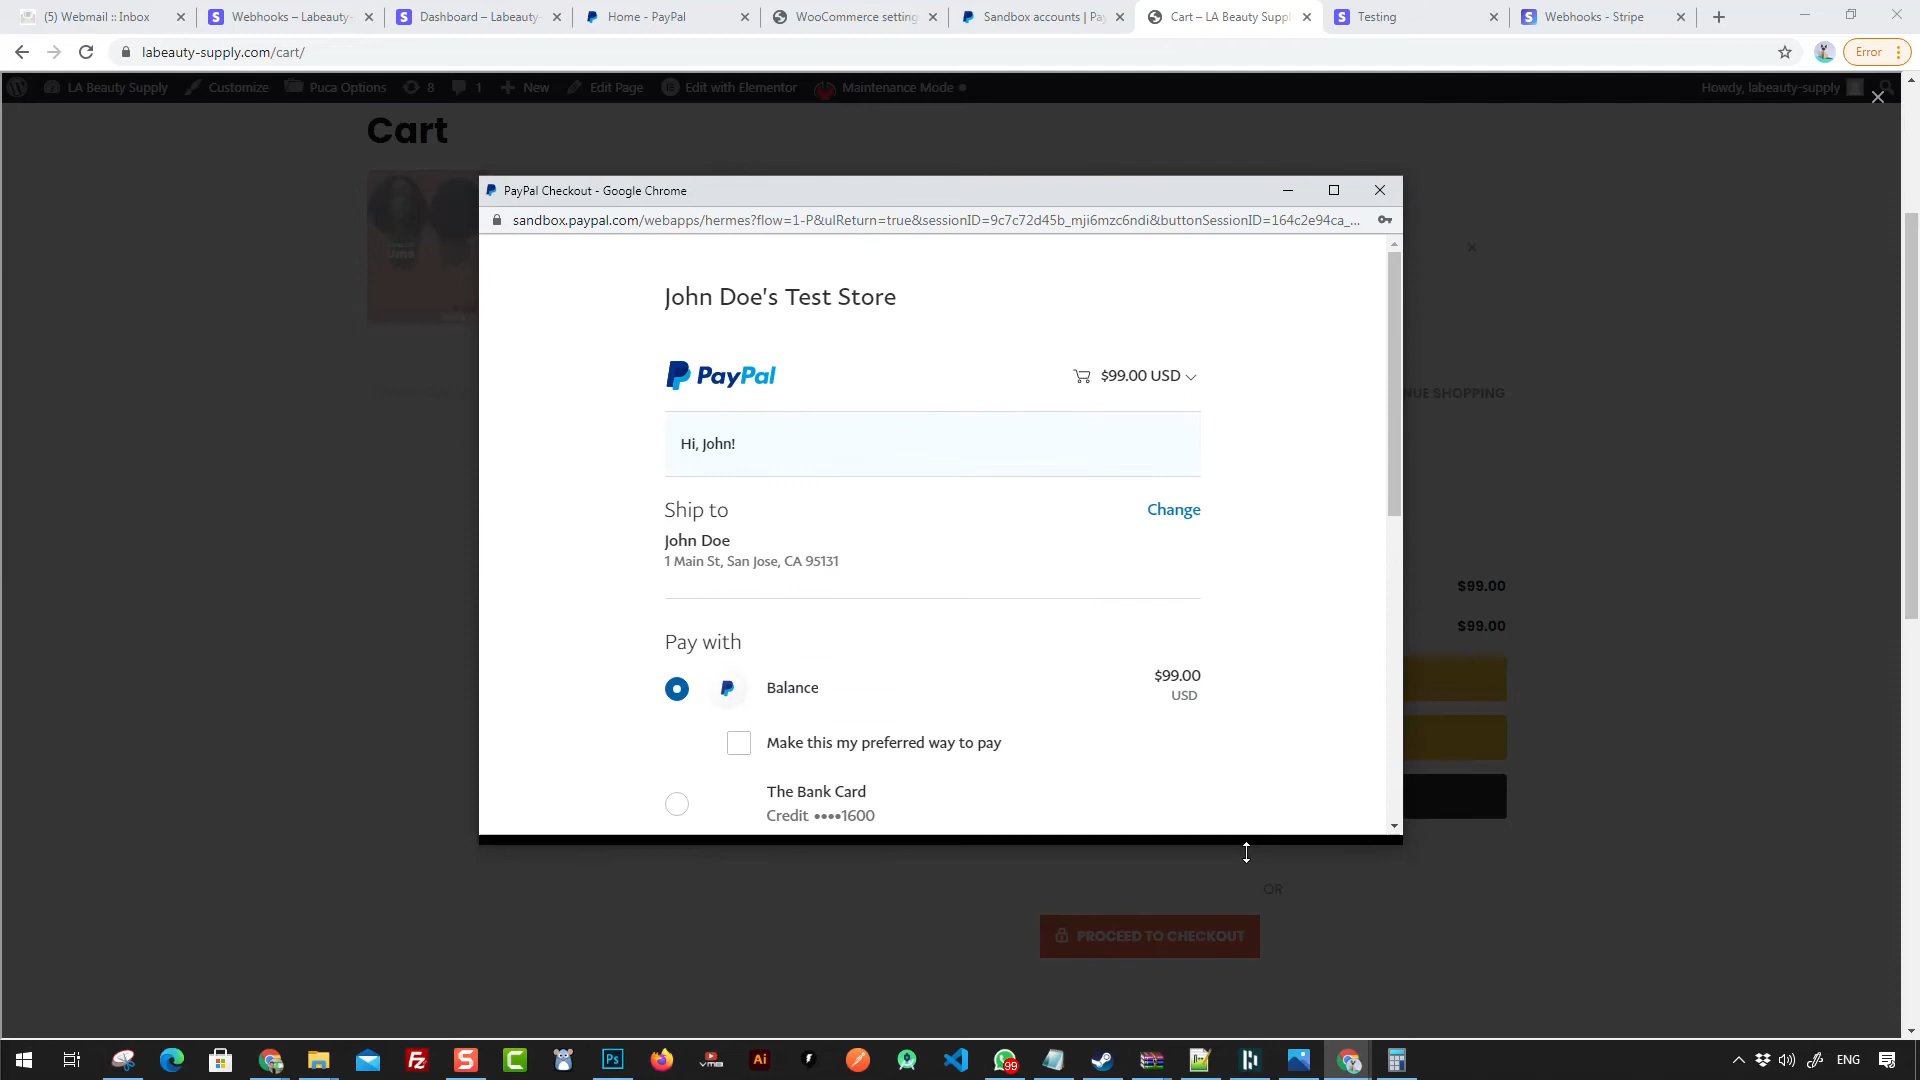 (5) Webmail :: Inbox
Webhooks – Labeauty-
Dashboard – Labeauty-
Home - PayPal
WooCommerce setting
Sandbox accounts | Pay
Cart – LA Beauty Suppl
Testing
Webhooks - Stripe
labeauty-supply.com/cart/
Error
LA Beauty Supply
Customize
Puca Options
8
1
New
Edit Page
Edit with Elementor
Maintenance Mode
Howdy, labeauty-supply
Cart
PayPal Checkout - Google Chrome
sandbox.paypal.com/webapps/hermes?flow=1-P&ulReturn=true&sessionID=9c7c72d45b_mji6mzc6ndi&buttonSessionID=164c2e94ca_...
John Doe's Test Store
PayPal
$99.00 USD
Hi, John!
Ship to
Change
John Doe
1 Main St, San Jose, CA 95131
Pay with
Balance
$99.00
USD
Make this my preferred way to pay
The Bank Card
Credit ••••1600
NUE SHOPPING
$99.00
$99.00
OR
PROCEED TO CHECKOUT
99
ENG